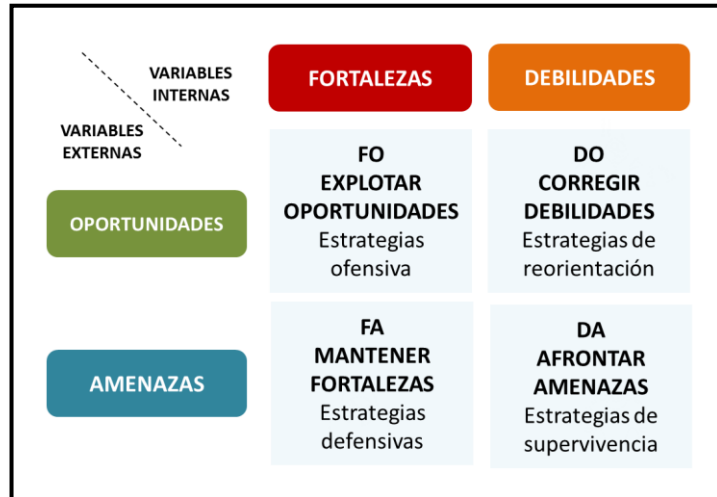 VARIABLES
INTERNAS
VARIABLES
EXTERNAS
FORTALEZAS
DEBILIDADES
OPORTUNIDADES
FO
EXPLOTAR
OPORTUNIDADES
Estrategias
ofensiva
DO
CORREGIR
DEBILIDADES
Estrategias de
reorientación
AMENAZAS
FA
MANTENER
FORTALEZAS
Estrategias
defensivas
DA
AFRONTAR
AMENAZAS
Estrategias de
supervivencia